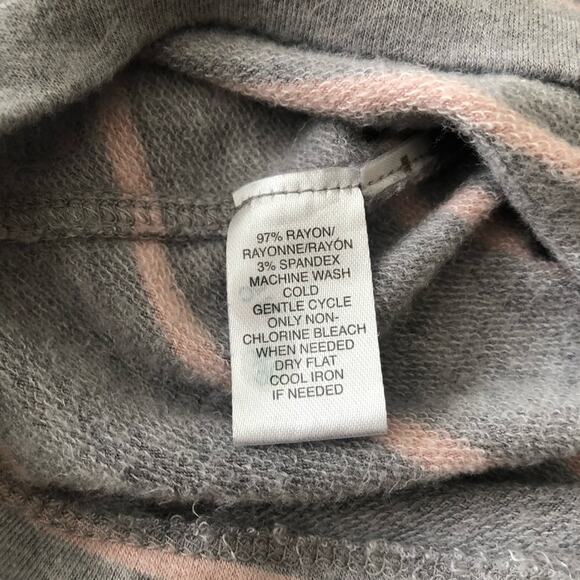 97% RAYON/
RAYONNE/RAYÓN
3% SPANDEX
MACHINE WASH
COLD
GENTLE CYCLE
ONLY NON-
CHLORINE BLEACH
WHEN NEEDED
DRY FLAT
COOL IRON
IF NEEDED